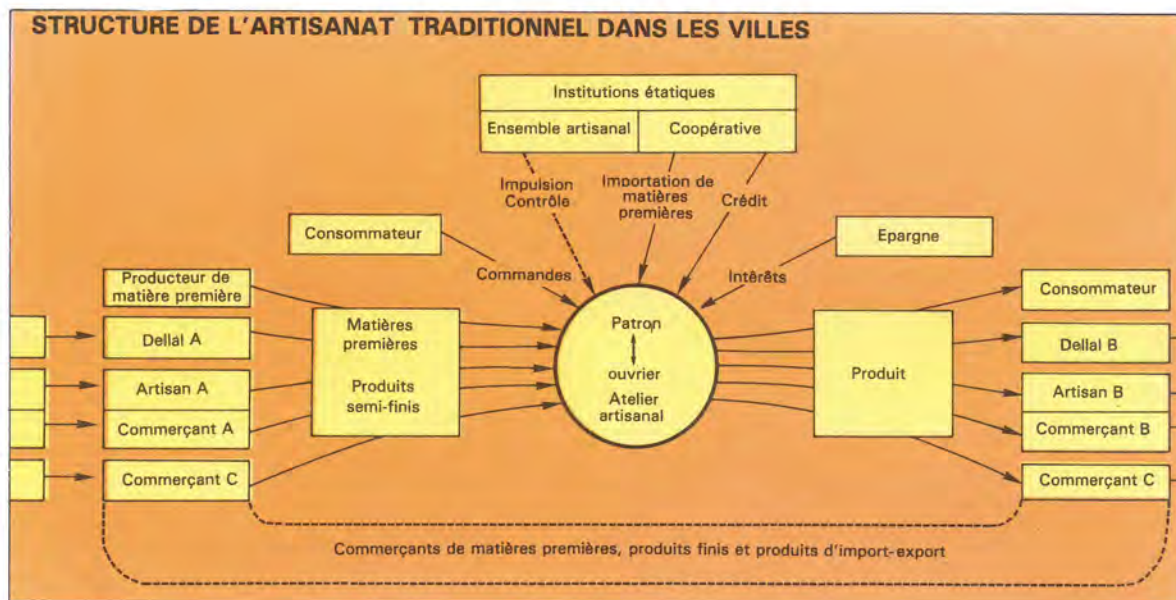 STRUCTURE DE L'ARTISANAT TRADITIONNEL DANS LES VILLES
Institutions étatiques
Ensemble artisanal
Coopérative
Impulsion
Contrôle
Importation de
matières
premières
Crédit
Consommateur
Epargne
Commandes
Intérêts
Producteur de
matière première
Dellal A
Artisan A
Commerçant A
Commerçant C
Matières
premières
Produits
semi-finis
Patron
ouvrier
Atelier
artisanal
Produit
Consommateur
Dellal B
Artisan B
Commerçant B
Commerçant C
Commerçants de matières premières, produits finis et produits d'import-export